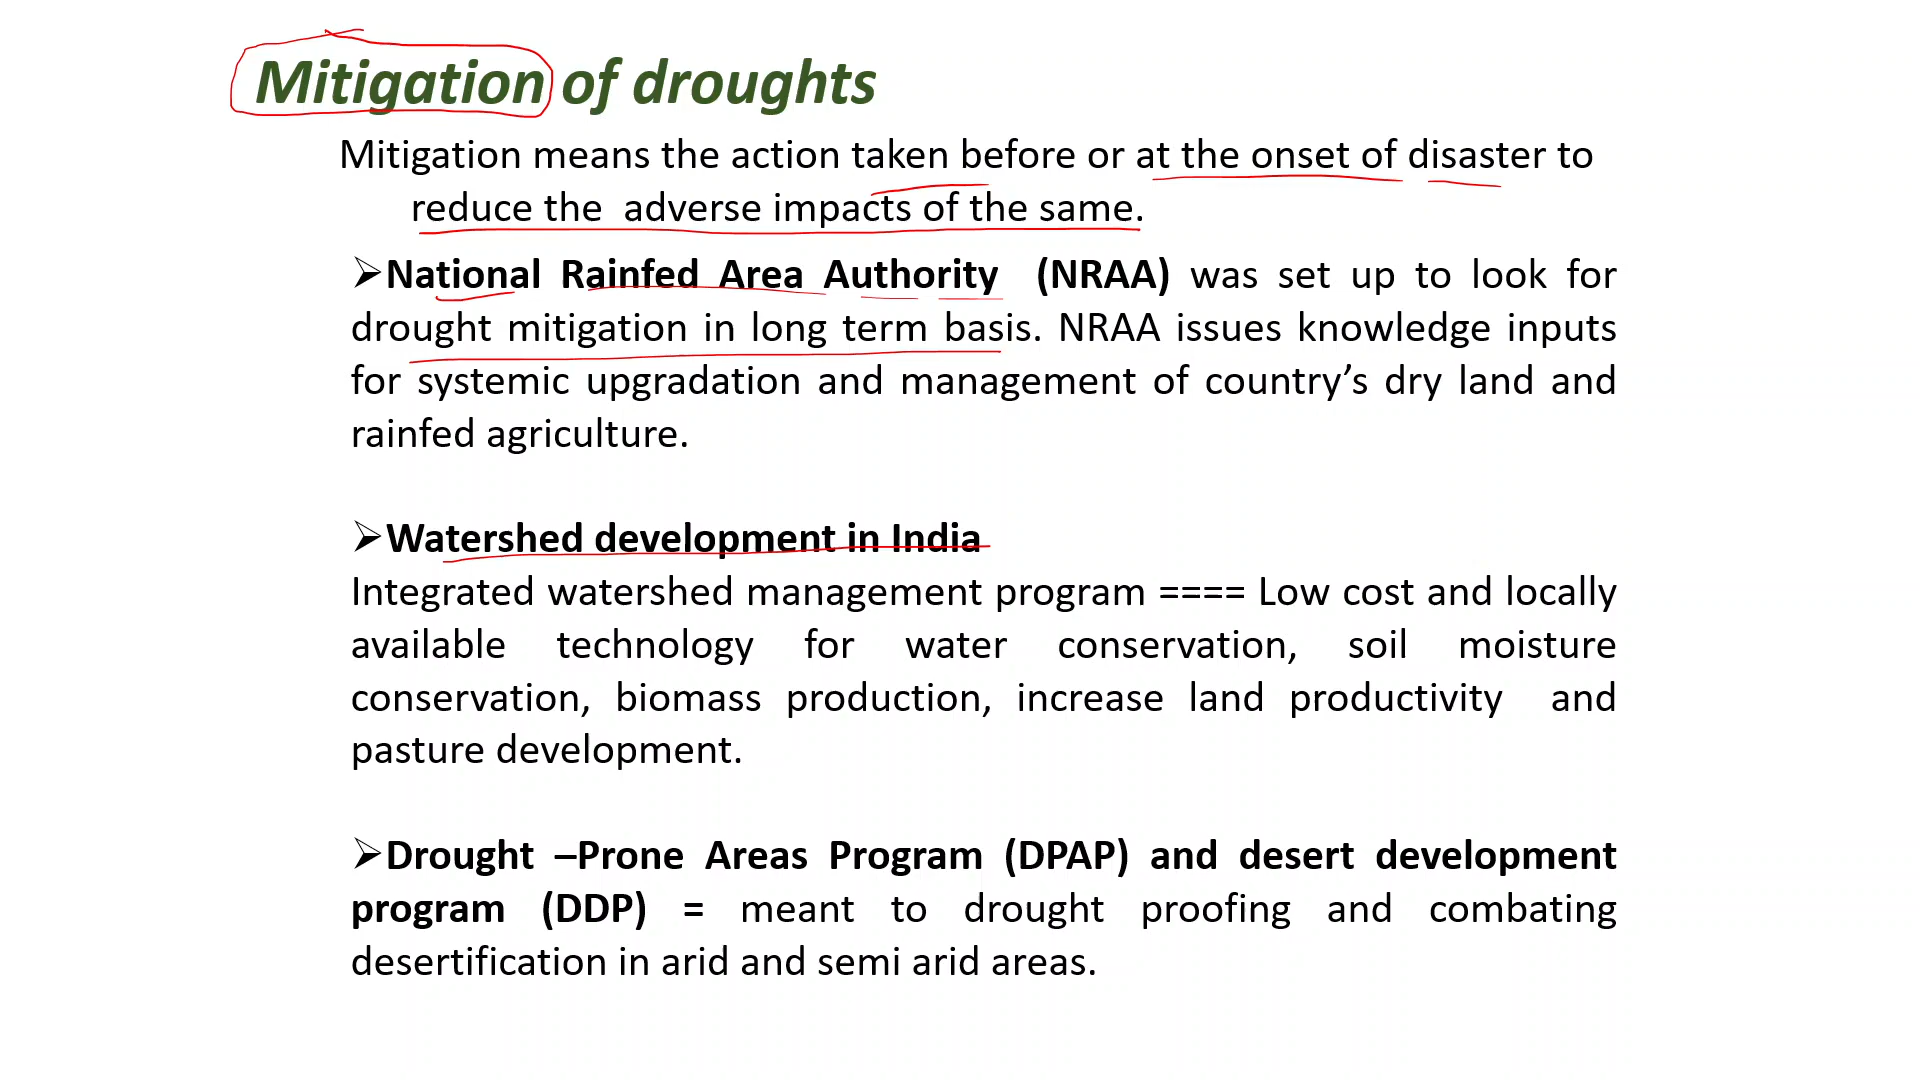 Mitigation of droughts
Mitigation means the action taken before or at the onset of disaster to
reduce the adverse impacts of the same.
➢National Rainfed Area Authority (NRAA) was set up to look for
drought mitigation in long term basis. NRAA issues knowledge inputs
for systemic upgradation and management of country’s dry land and
rainfed agriculture.
➢Watershed development in India
Integrated watershed management program ==== Low cost and locally
available technology for water conservation, soil moisture
conservation, biomass production, increase land productivity and
pasture development.
➢Drought –Prone Areas Program (DPAP) and desert development
program (DDP) = meant to drought proofing and combating
desertification in arid and semi arid areas.